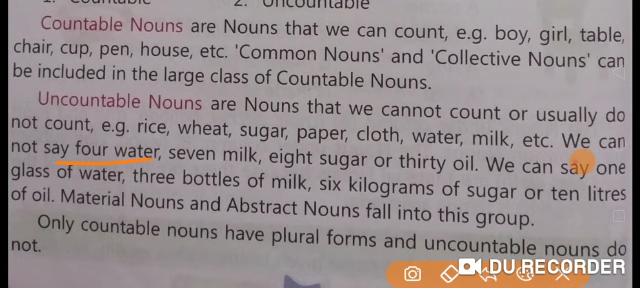 1. Countable 2. Uncountable
Countable Nouns are Nouns that we can count, e.g. boy, girl, table,
chair, cup, pen, house, etc. 'Common Nouns' and 'Collective Nouns' can
be included in the large class of Countable Nouns.
Uncountable Nouns are Nouns that we cannot count or usually do
not count, e.g. rice, wheat, sugar, paper, cloth, water, milk, etc. We can
not say four water, seven milk, eight sugar or thirty oil. We can say one
glass of water, three bottles of milk, six kilograms of sugar or ten litres
of oil. Material Nouns and Abstract Nouns fall into this group.
Only countable nouns have plural forms and uncountable nouns do
not.
DU RECORDER